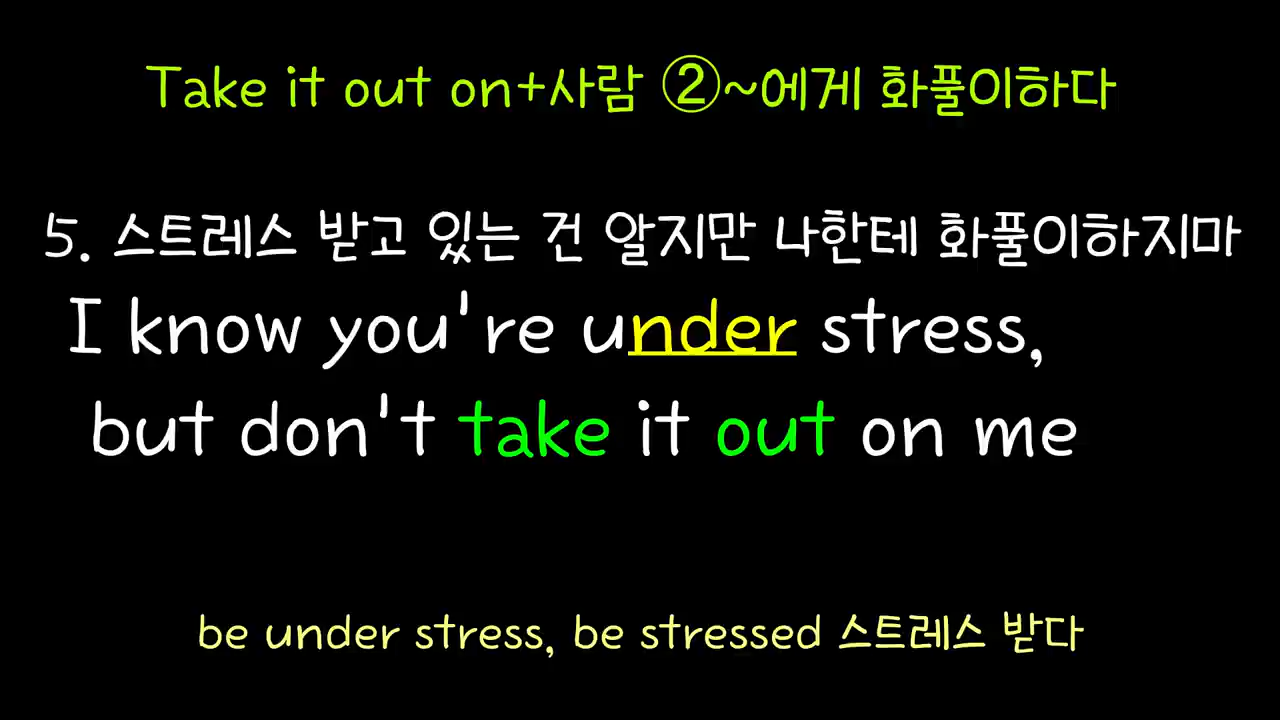 Take it out on+사람 ②~에게 화풀이하다
5. 스트레스 받고 있는 건 알지만 나한테 화풀이하지마
I know you're under stress,
but don't take it out on me
be under stress, be stressed 스트레스 받다